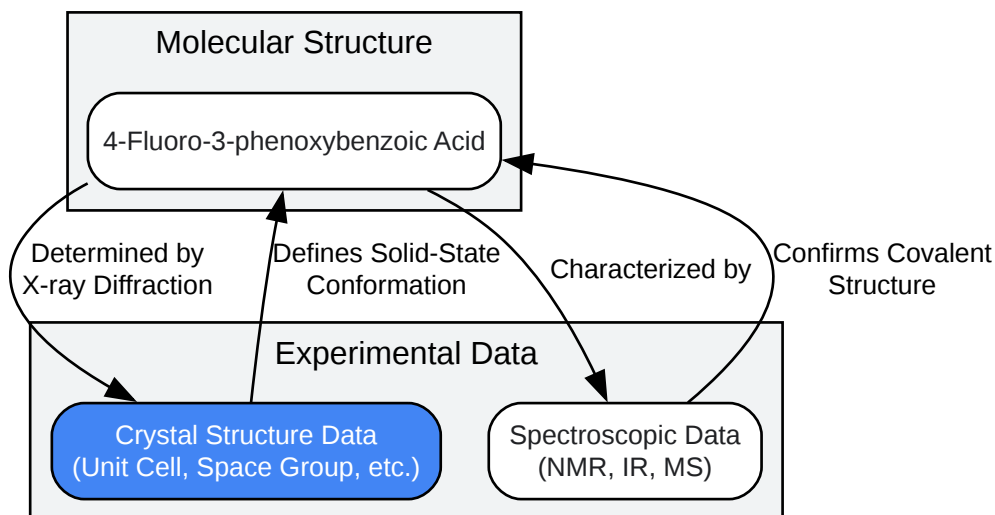 Molecular Structure
4-Fluoro-3-phenoxybenzoic Acid
Determined by
X-ray Diffraction
Defines Solid-State
Conformation
Characterized by
Confirms Covalent
Structure
Experimental Data
Crystal Structure Data
(Unit Cell, Space Group, etc.)
Spectroscopic Data
(NMR, IR, MS)